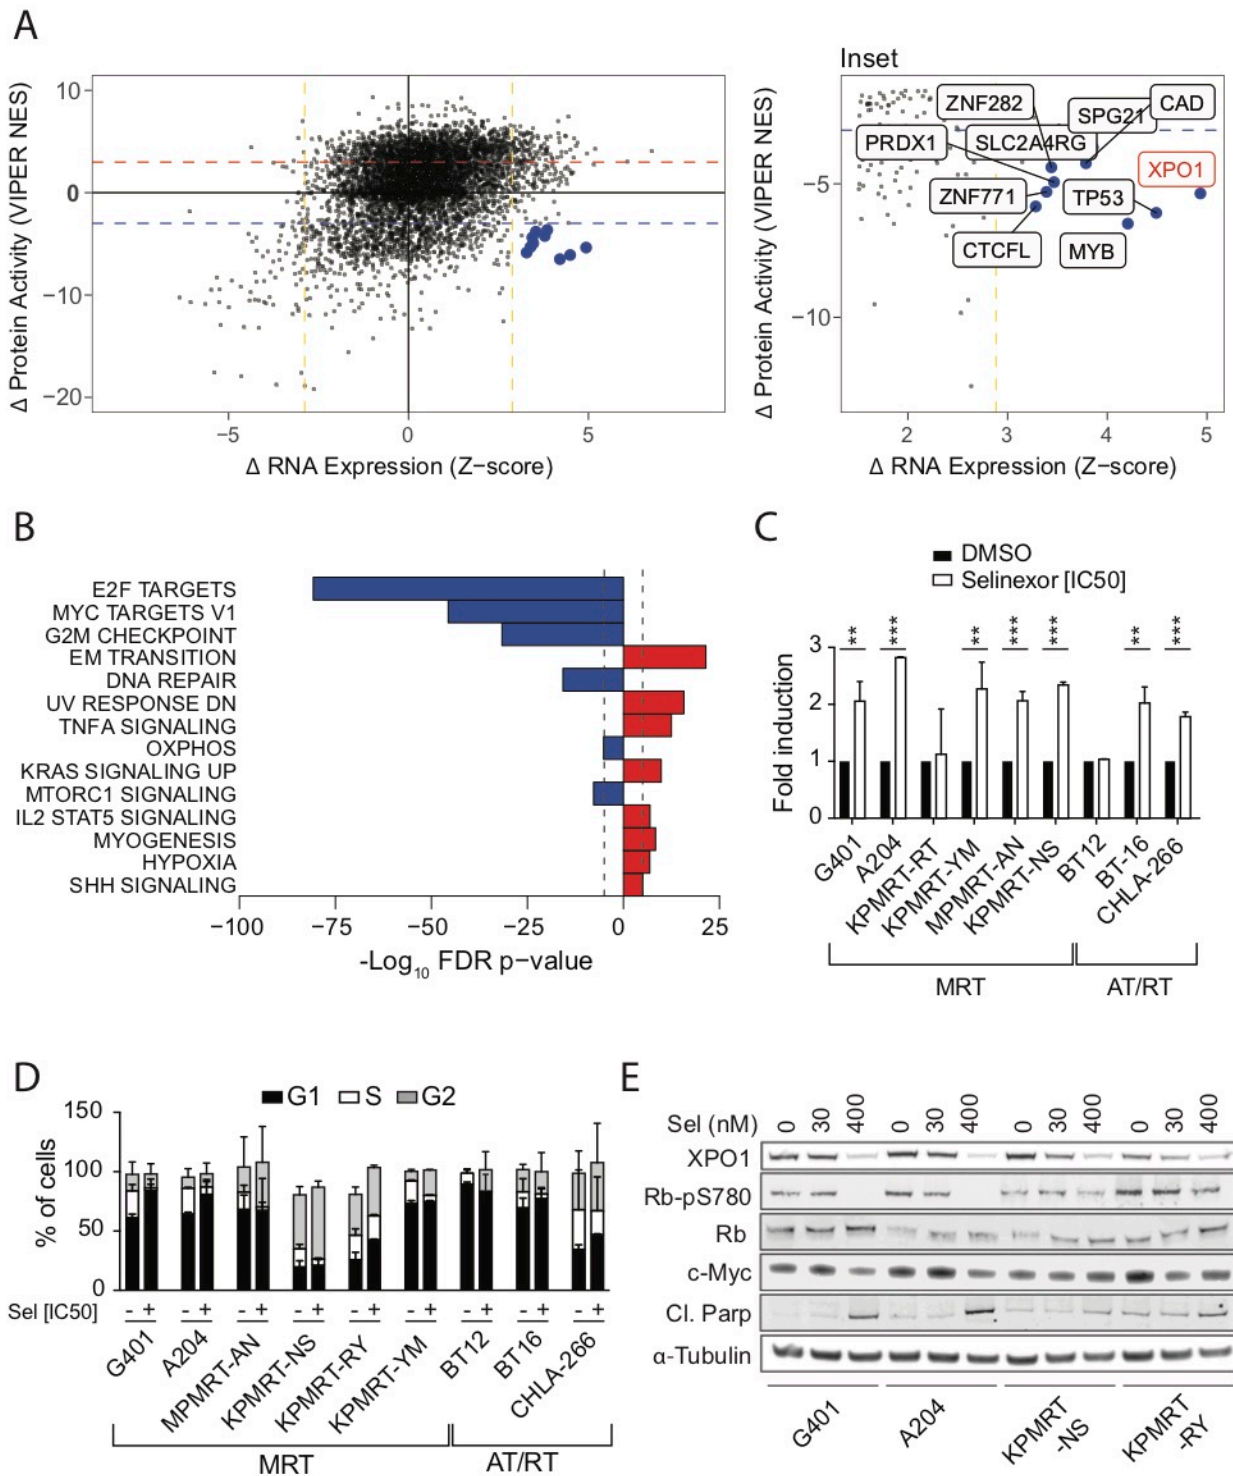 A
Δ Protein Activity (VIPER NES)
10
0
−10
−20
−5
0
5
Δ RNA Expression (Z−score)
Inset
Δ Protein Activity (VIPER NES)
−5
−10
ZNF282
SPG21
CAD
PRDX1
SLC2A4RG
XPO1
ZNF771
TP53
CTCFL
MYB
2
3
4
5
Δ RNA Expression (Z−score)
B
E2F TARGETS
MYC TARGETS V1
G2M CHECKPOINT
EM TRANSITION
DNA REPAIR
UV RESPONSE DN
TNFA SIGNALING
OXPHOS
KRAS SIGNALING UP
MTORC1 SIGNALING
IL2 STAT5 SIGNALING
MYOGENESIS
HYPOXIA
SHH SIGNALING
−100
−75
−50
−25
0
25
-Log10 FDR p−value
C
DMSO
Selinexor [IC50]
Fold induction
3
2
1
0
**
***
**
***
***
**
***
G401
A204
KPMRT-RT
KPMRT-YM
MPMRT-AN
KPMRT-NS
BT12
BT-16
CHLA-266
MRT
AT/RT
D
G1
S
G2
% of cells
150
100
50
0
Sel [IC50]
- + - + - + - + - + - + - + - + - +
G401
A204
MPMRT-AN
KPMRT-NS
KPMRT-RY
KPMRT-YM
BT12
BT16
CHLA-266
MRT
AT/RT
E
Sel (nM)
0 30 400 0 30 400 0 30 400 0 30 400
XPO1
Rb-pS780
Rb
c-Myc
Cl. Parp
α-Tubulin
G401
A204
KPMRT
-NS
KPMRT
-RY